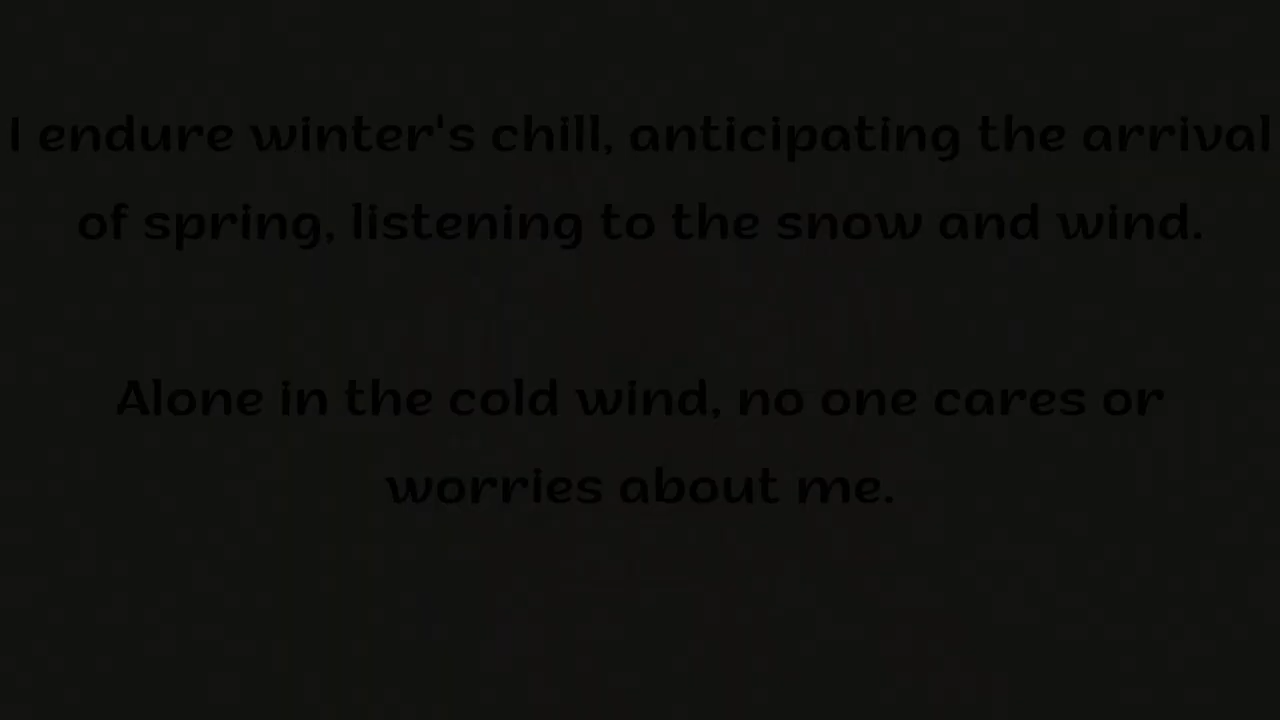 I endure winter's chill, anticipating the arrival
of spring, listening to the snow and wind.
Alone in the cold wind, no one cares or
worries about me.